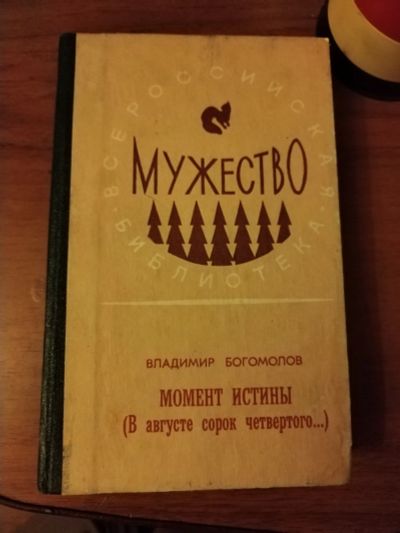 ВСЕРОССИЙСКАЯ
МУЖЕСТВО
·БИБЛИОТЕКА·
ВЛАДИМИР БОГОМОЛОВ
МОМЕНТ ИСТИНЫ
(В августе сорок четвертого...)